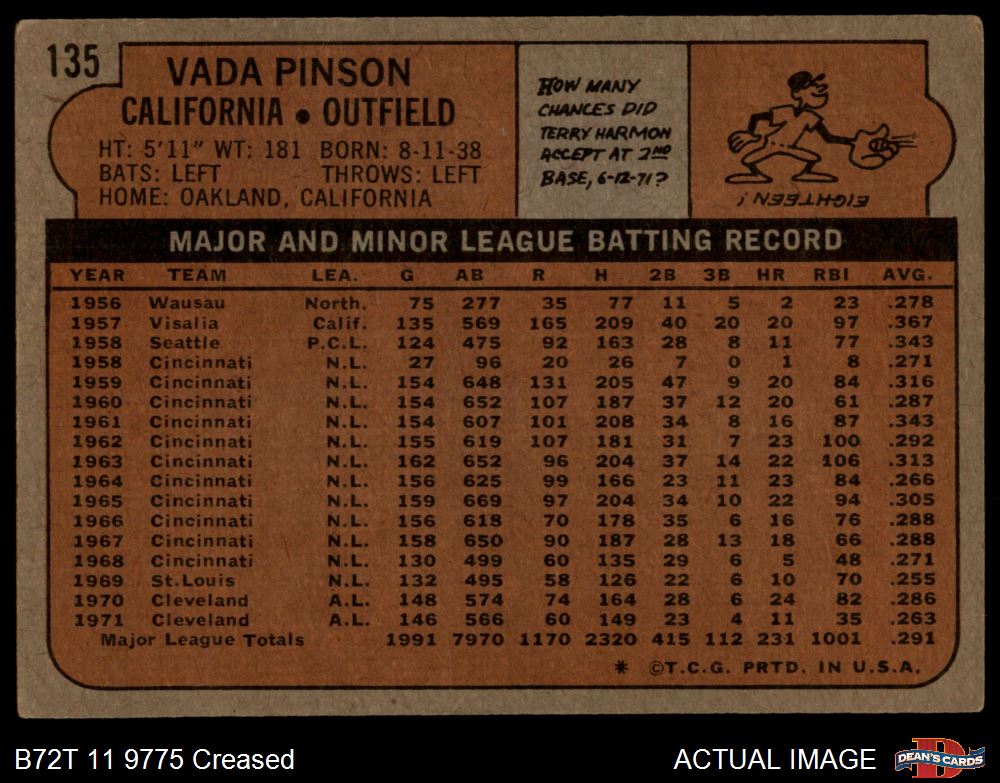 135
VADA PINSON
CALIFORNIA • OUTFIELD
HT: 5'11" WT: 181 BORN: 8-11-38
BATS: LEFT THROWS: LEFT
HOME: OAKLAND, CALIFORNIA
HOW MANY
CHANCES DID
TERRY HARMON
ACCEPT AT 2ND
BASE, 6-12-71?
EIGHTEEN!
MAJOR AND MINOR LEAGUE BATTING RECORD
YEAR TEAM LEA. G AB R H 2B 3B HR RBI AVG.
1956 Wausau North. 75 277 35 77 11 5 2 23 .278
1957 Visalia Calif. 135 569 165 209 40 20 20 97 .367
1958 Seattle P.C.L. 124 475 92 163 28 8 11 77 .343
1958 Cincinnati N.L. 27 96 20 26 7 0 1 8 .271
1959 Cincinnati N.L. 154 648 131 205 47 9 20 84 .316
1960 Cincinnati N.L. 154 652 107 187 37 12 20 61 .287
1961 Cincinnati N.L. 154 607 101 208 34 8 16 87 .343
1962 Cincinnati N.L. 155 619 107 181 31 7 23 100 .292
1963 Cincinnati N.L. 162 652 96 204 37 14 22 106 .313
1964 Cincinnati N.L. 156 625 99 166 23 11 23 84 .266
1965 Cincinnati N.L. 159 669 97 204 34 10 22 94 .305
1966 Cincinnati N.L. 156 618 70 178 35 6 16 76 .288
1967 Cincinnati N.L. 158 650 90 187 28 13 18 66 .288
1968 Cincinnati N.L. 130 499 60 135 29 6 5 48 .271
1969 St.Louis N.L. 132 495 58 126 22 6 10 70 .255
1970 Cleveland A.L. 148 574 74 164 28 6 24 82 .286
1971 Cleveland A.L. 146 566 60 149 23 4 11 35 .263
Major League Totals 1991 7970 1170 2320 415 112 231 1001 .291
* ©T.C.G. PRTD. IN U.S.A.
B72T 11 9775 Creased
ACTUAL IMAGE
D
DEAN'S CARDS